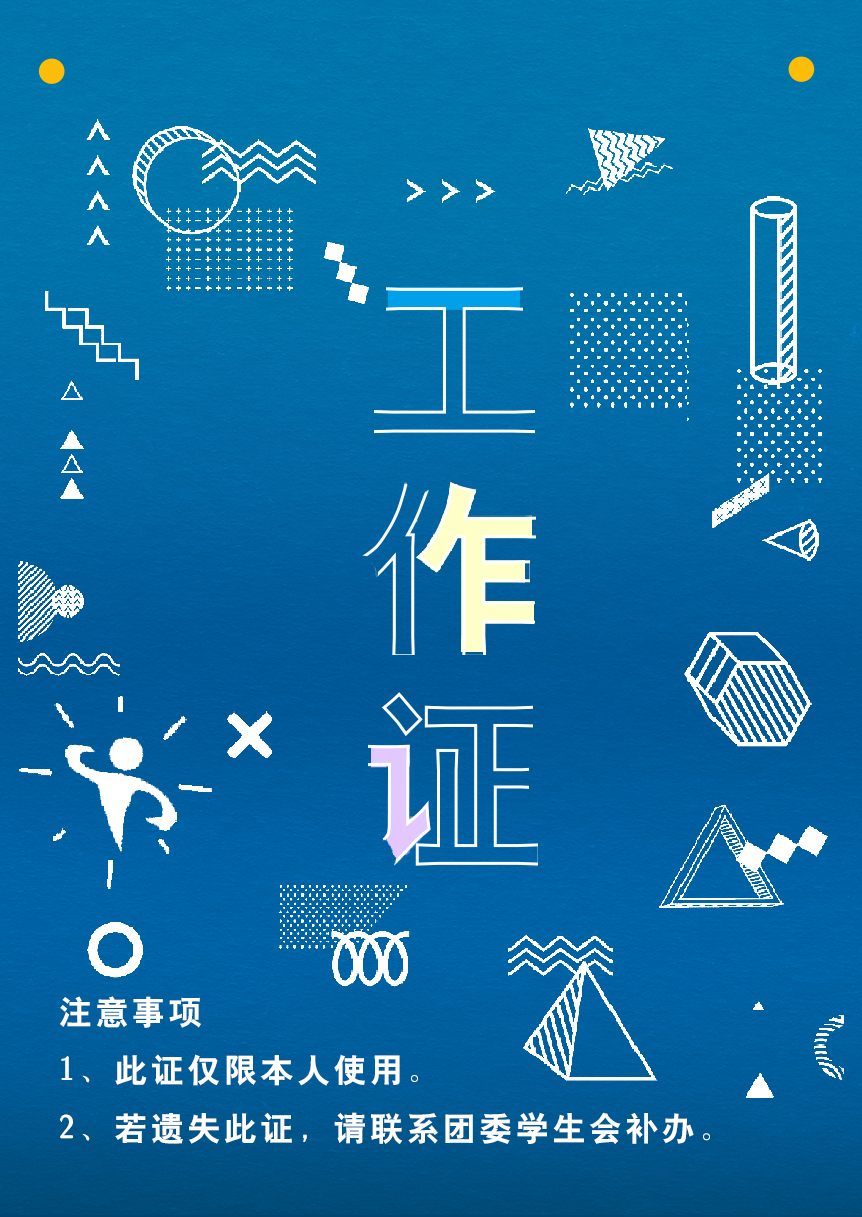 工
作
证
注意事项
1、此证仅限本人使用。
2、若遗失此证，请联系团委学生会补办。